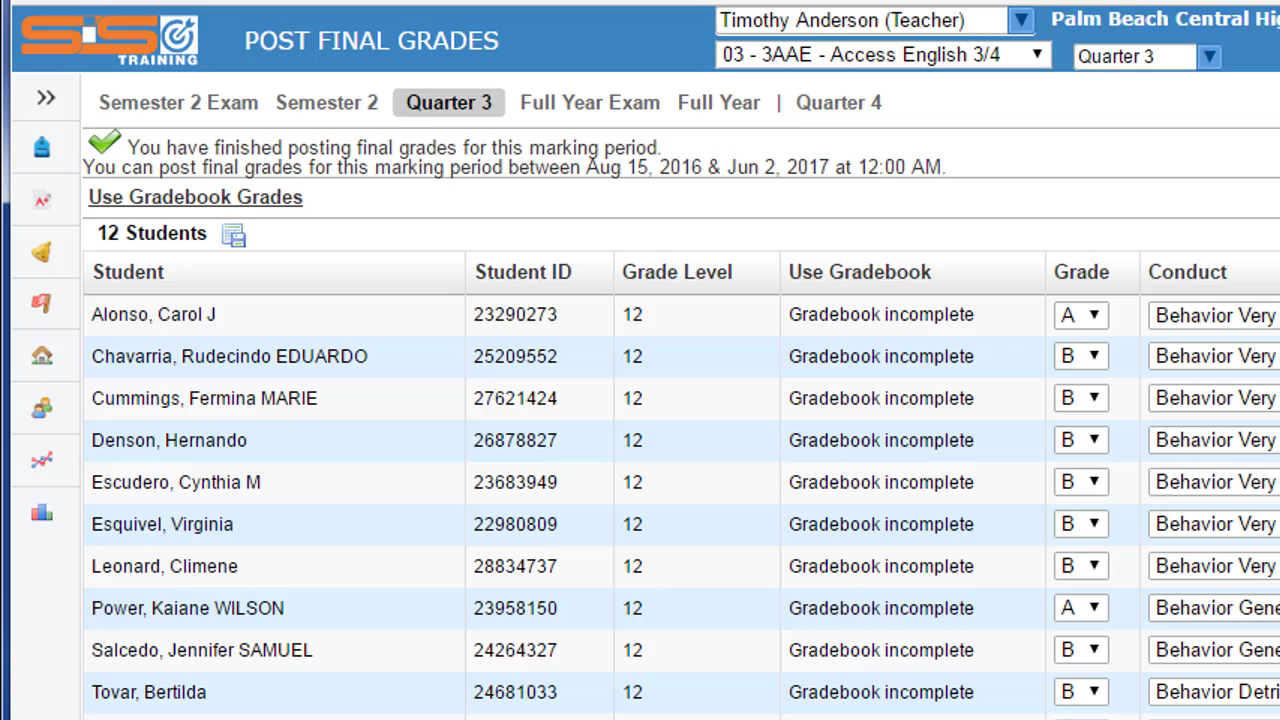 SIS TRAINING
POST FINAL GRADES
Timothy Anderson (Teacher)
Palm Beach Central Hi
03 - 3AAE - Access English 3/4
Quarter 3
Semester 2 Exam Semester 2 Quarter 3 Full Year Exam Full Year | Quarter 4
You have finished posting final grades for this marking period.
You can post final grades for this marking period between Aug 15, 2016 & Jun 2, 2017 at 12:00 AM.
Use Gradebook Grades
12 Students
Student Student ID Grade Level Use Gradebook Grade Conduct
Alonso, Carol J 23290273 12 Gradebook incomplete A Behavior Very
Chavarria, Rudecindo EDUARDO 25209552 12 Gradebook incomplete B Behavior Very
Cummings, Fermina MARIE 27621424 12 Gradebook incomplete B Behavior Very
Denson, Hernando 26878827 12 Gradebook incomplete B Behavior Very
Escudero, Cynthia M 23683949 12 Gradebook incomplete B Behavior Very
Esquivel, Virginia 22980809 12 Gradebook incomplete B Behavior Very
Leonard, Climene 28834737 12 Gradebook incomplete B Behavior Very
Power, Kaiane WILSON 23958150 12 Gradebook incomplete A Behavior Gene
Salcedo, Jennifer SAMUEL 24264327 12 Gradebook incomplete B Behavior Gene
Tovar, Bertilda 24681033 12 Gradebook incomplete B Behavior Detri